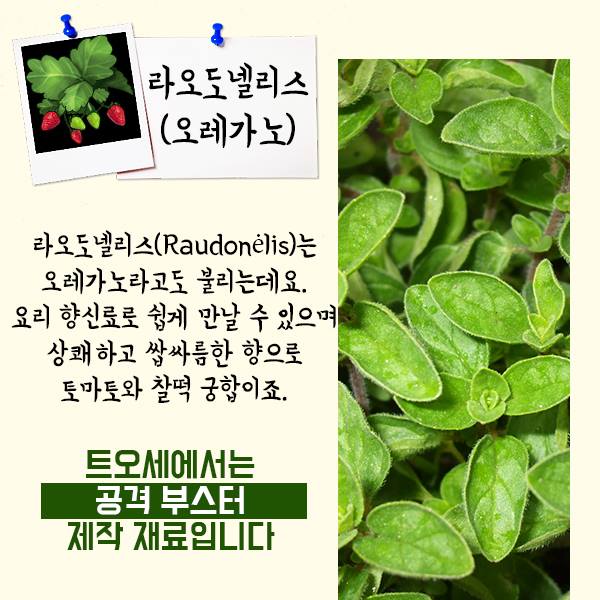 라오도넬리스
(오레가노)
라오도넬리스(Raudonėlis)는
오레가노라고도 불리는데요.
요리 향신료로 쉽게 만날 수 있으며
상쾌하고 쌉싸름한 향으로
토마토와 찰떡 궁합이죠.
트오세에서는
공격 부스터
제작 재료입니다